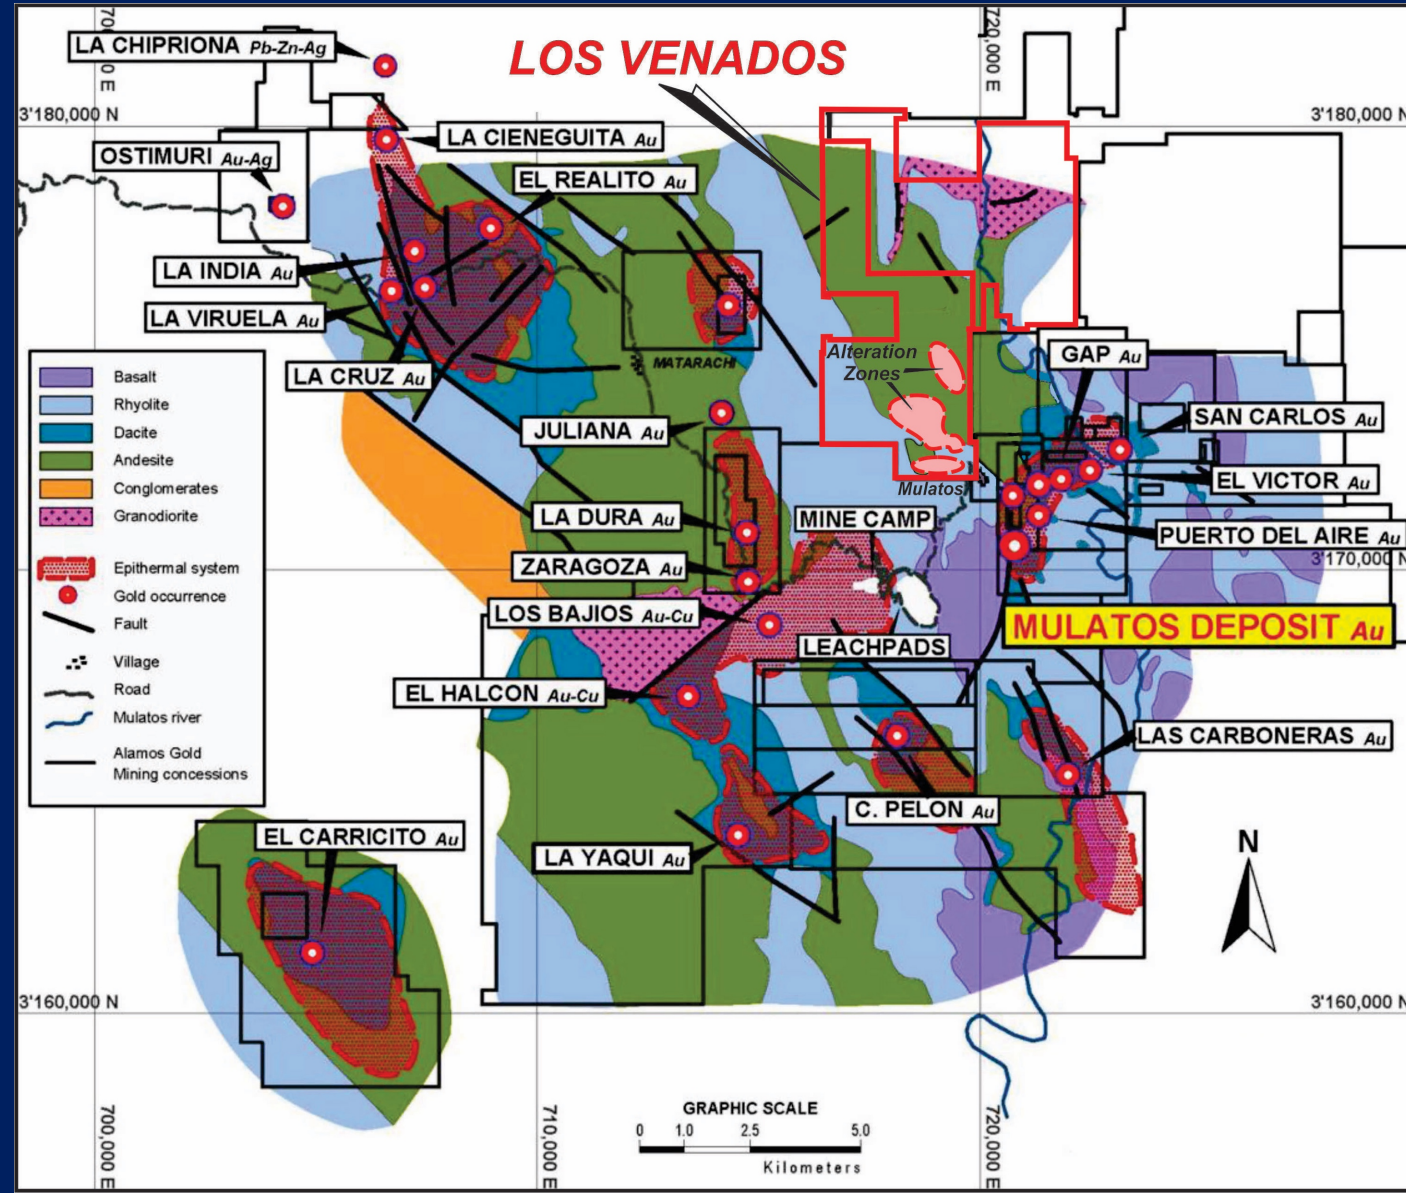 700,000 E
720,000 E
LA CHIPRIONA Pb-Zn-Ag
LOS VENADOS
3'180,000 N
3'180,000 N
LA CIENEGUITA Au
OSTIMURI Au-Ag
EL REALITO Au
LA INDIA Au
LA VIRUELA Au
LA CRUZ Au
MATARACHI
Alteration
Zones
GAP Au
SAN CARLOS Au
JULIANA Au
EL VICTOR Au
Mulatos
LA DURA Au
MINE CAMP
PUERTO DEL AIRE Au
3'170,000 N
ZARAGOZA Au
LOS BAJIOS Au-Cu
MULATOS DEPOSIT Au
LEACHPADS
EL HALCON Au-Cu
LAS CARBONERAS Au
C. PELON Au
LA YAQUI Au
EL CARRICITO Au
Basalt
Rhyolite
Dacite
Andesite
Conglomerates
Granodiorite
Epithermal system
Gold occurrence
Fault
Village
Road
Mulatos river
Alamos Gold
Mining concessions
N
3'160,000 N
3'160,000 N
700,000 E
710,000 E
720,000 E
GRAPHIC SCALE
0 1.0 2.5 5.0
Kilometers